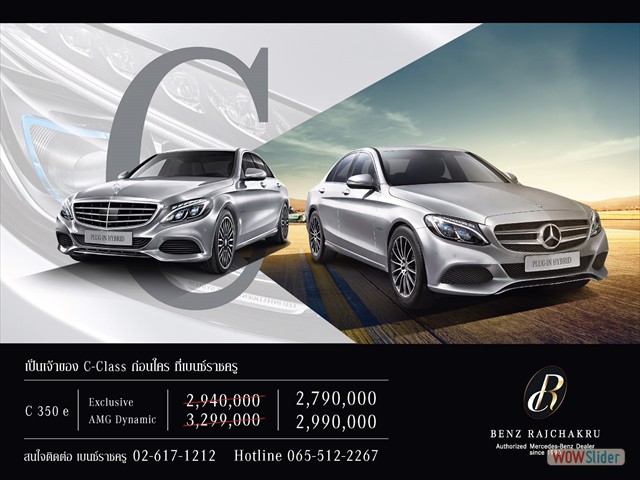 C
PLUG-IN HYBRID
PLUG-IN HYBRID
เป็นเจ้าของ C-Class ก่อนใคร ที่เบนซ์ราชครู
C 350 e
Exclusive 2,940,000 2,790,000
AMG Dynamic 3,299,000 2,990,000
สนใจติดต่อ เบนซ์ราชครู 02-617-1212 Hotline 065-512-2267
R
BENZ RAJCHAKRU
Authorized Mercedes-Benz Dealer
since
WOWSlider